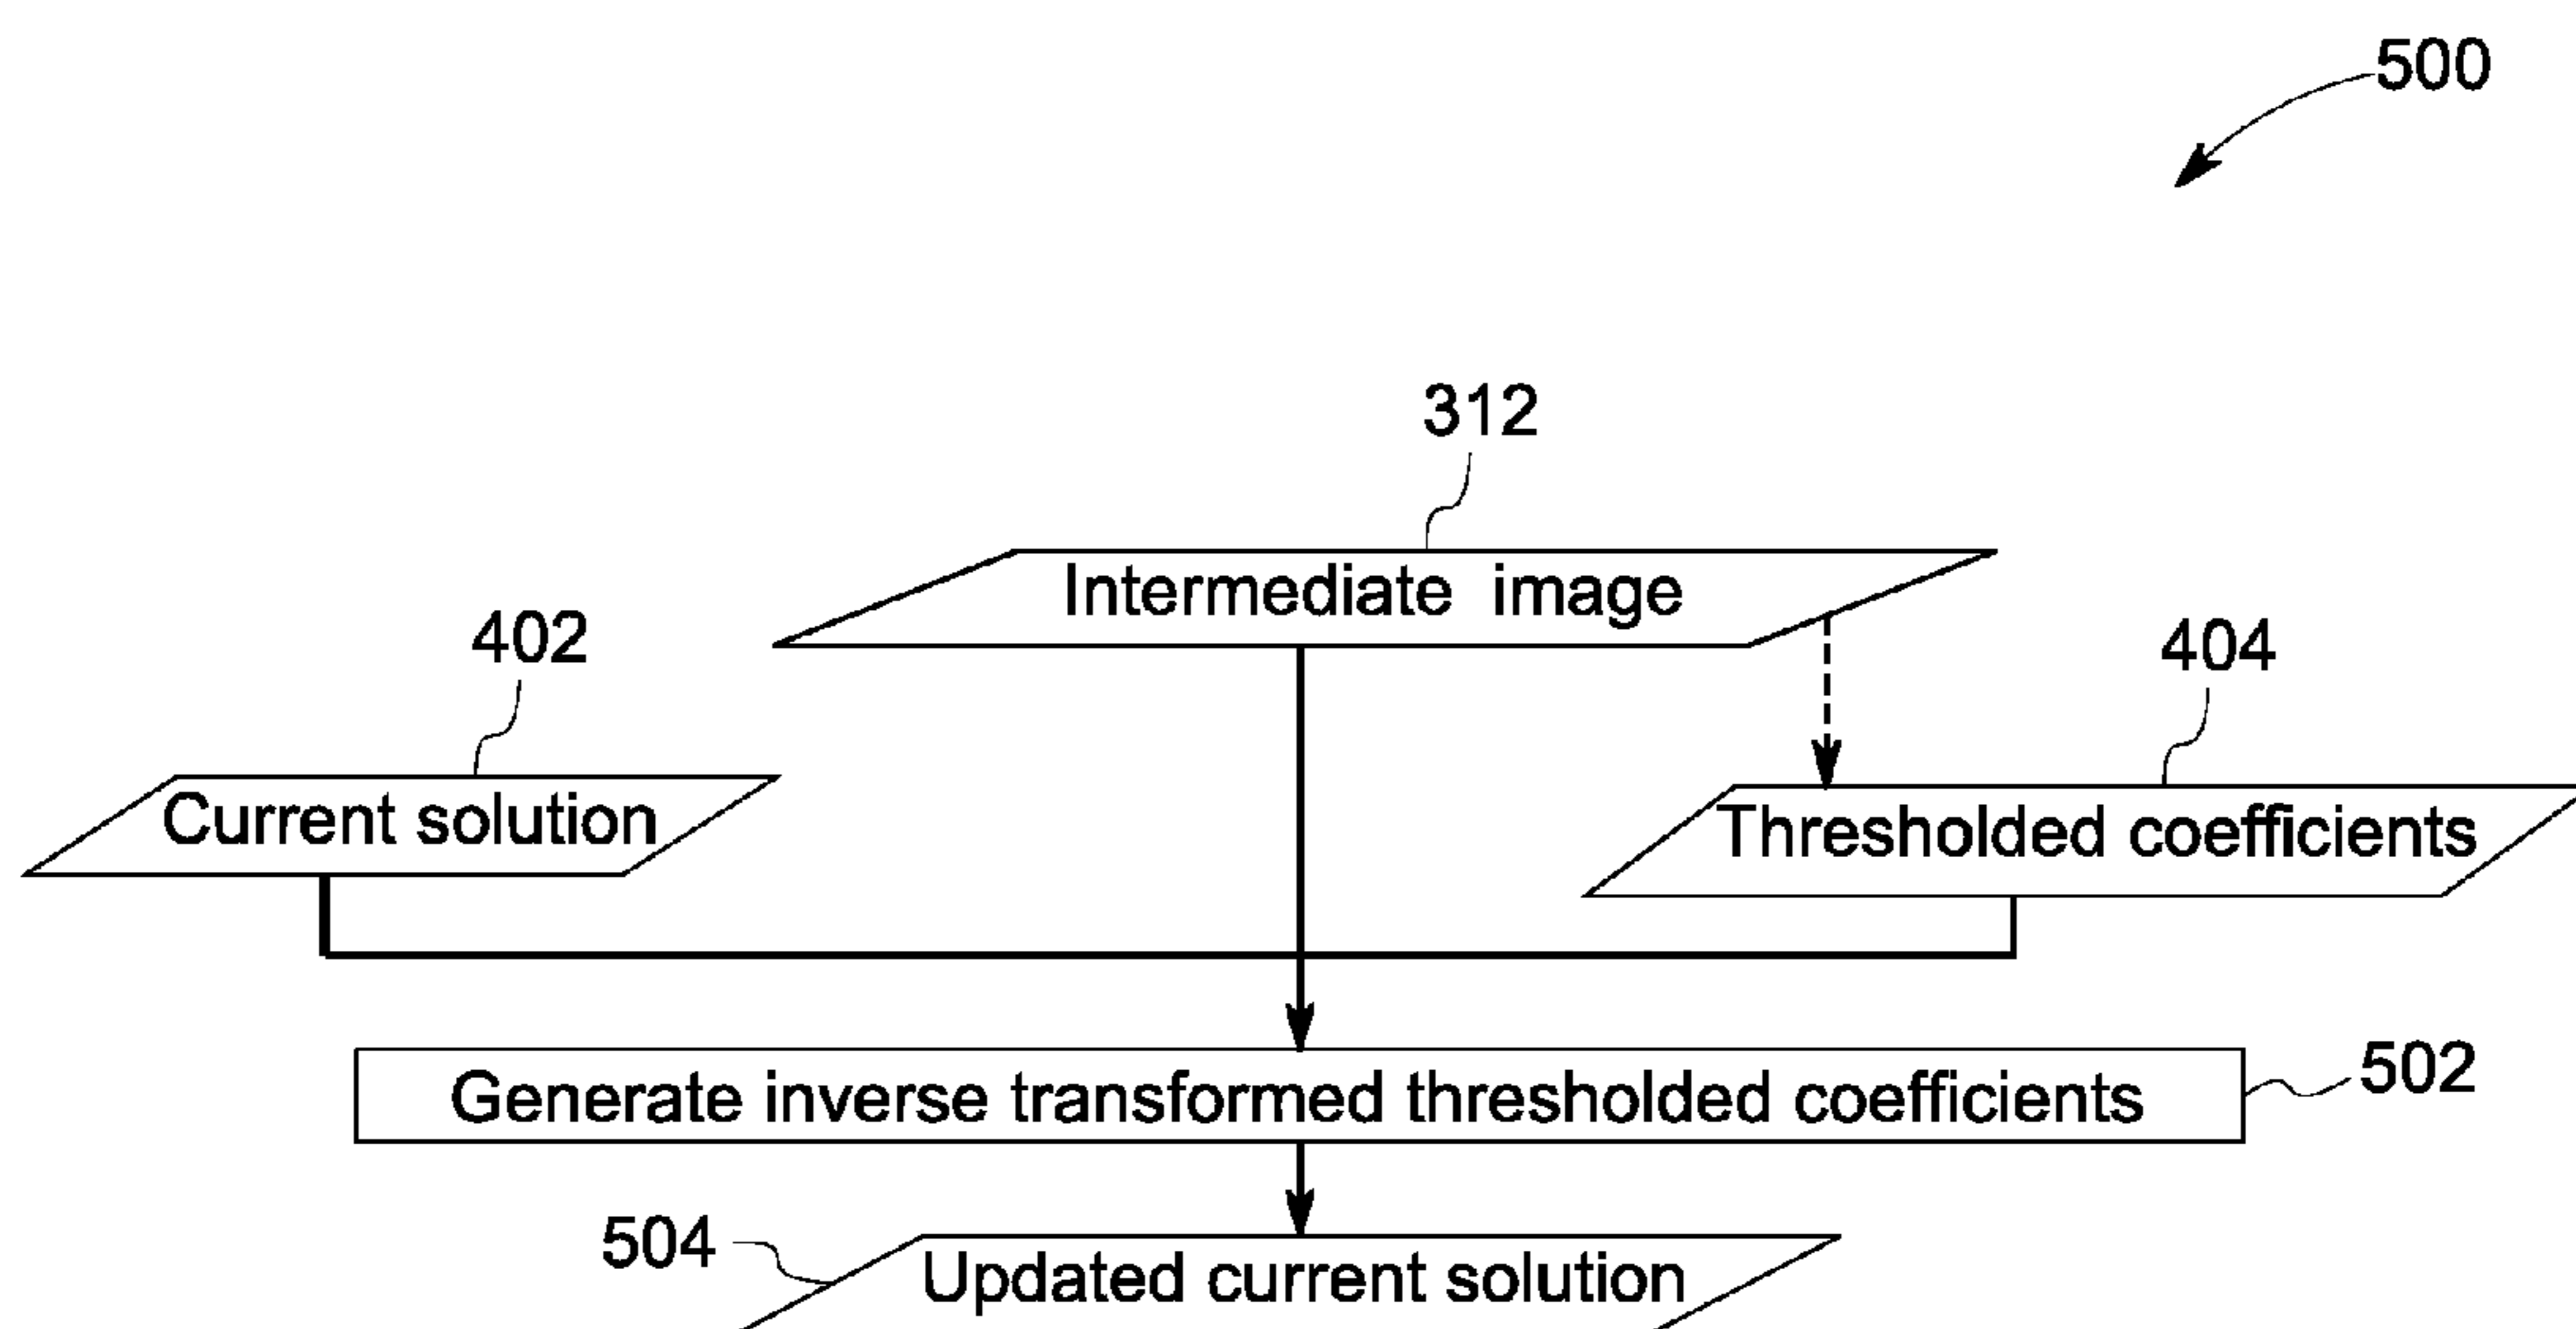 500
312
Intermediate image
402
404
Current solution
Thresholded coefficients
Generate inverse transformed thresholded coefficients
502
504
Updated current solution